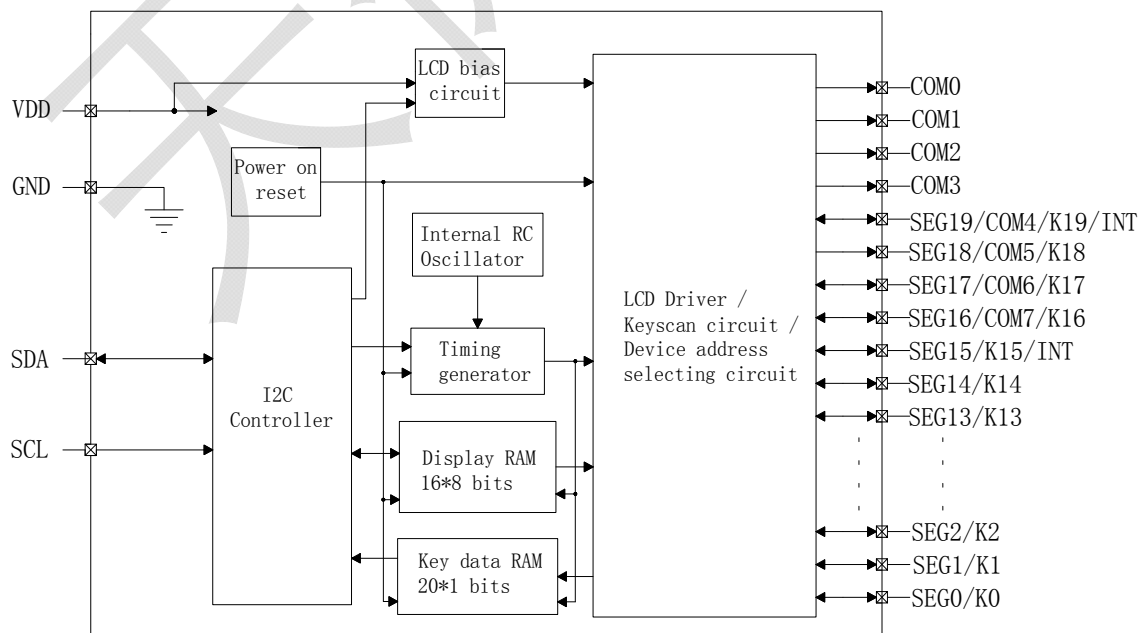 LCD bias
circuit
VDD
COM0
COM1
COM2
Power on
reset
GND
COM3
Internal RC
Oscillator
SEG19/COM4/K19/INT
SEG18/COM5/K18
SEG17/COM6/K17
LCD Driver /
Keyscan circuit /
Device address
selecting circuit
SEG16/COM7/K16
SDA
Timing
generator
SEG15/K15/INT
I2C
Controller
SEG14/K14
SEG13/K13
SCL
Display RAM
16*8 bits
Key data RAM
20*1 bits
SEG2/K2
SEG1/K1
SEG0/K0